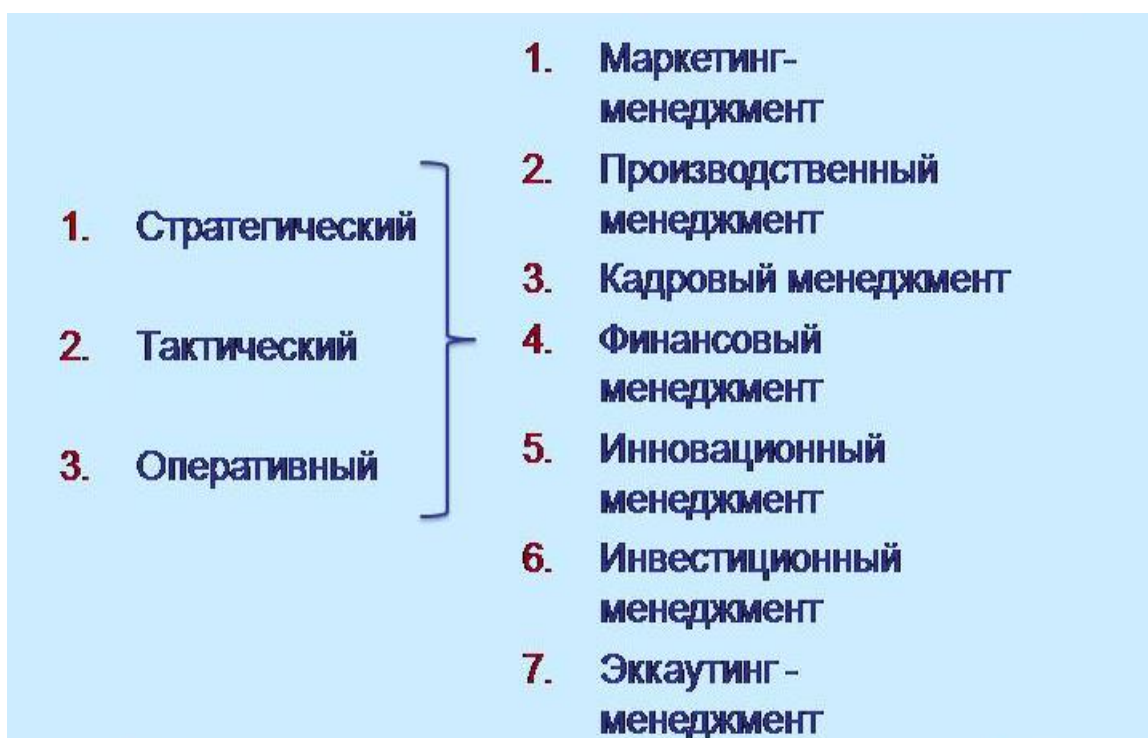 1. Стратегический
2. Тактический
3. Оперативный
1. Маркетинг-
менеджмент
2. Производственный
менеджмент
3. Кадровый менеджмент
4. Финансовый
менеджмент
5. Инновационный
менеджмент
6. Инвестиционный
менеджмент
7. Эккаутинг -
менеджмент